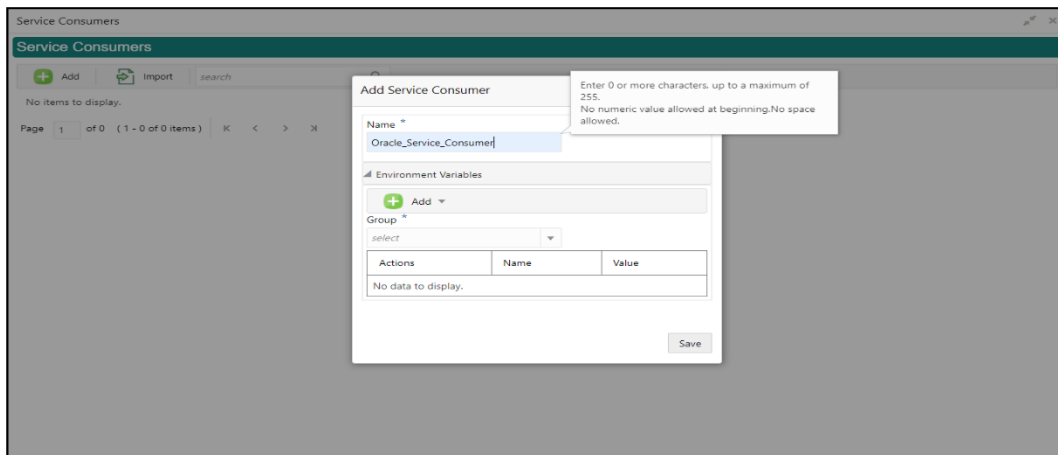 Service Consumers
Service Consumers
Add Import search
No items to display.
Page 1 of 0 (1 - 0 of 0 items)
Add Service Consumer
Enter 0 or more characters, up to a maximum of
255.
No numeric value allowed at beginning.No space
allowed.
Name *
Oracle_Service_Consumer
Environment Variables
Add
Group *
select
Actions Name Value
No data to display.
Save